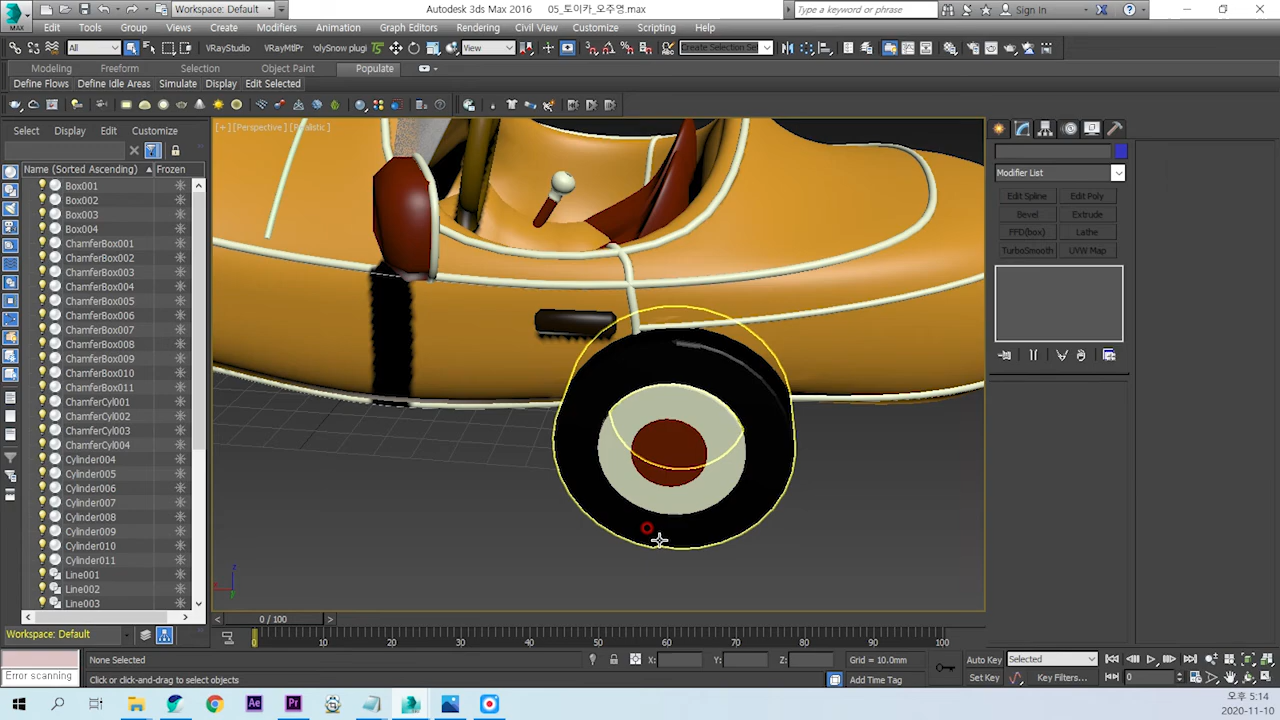 MAX
Workspace: Default
Autodesk 3ds Max 2016
05_토이카_오주영.max
Type a keyword or phrase
Sign In
Edit Tools Group Views Create Modifiers Animation Graph Editors Rendering Civil View Customize Scripting Help
All
VRayStudio VRayMtlPr PolySnow plugi
View
Create Selection Se
Modeling Freeform Selection Object Paint Populate
Define Flows Define Idle Areas Simulate Display Edit Selected
Select Display Edit Customize
[+] [Perspective] [Realistic]
Name (Sorted Ascending) Frozen
Modifier List
Box001
Box002
Box003
Box004
ChamferBox001
ChamferBox002
ChamferBox003
ChamferBox004
ChamferBox005
ChamferBox006
ChamferBox007
ChamferBox008
ChamferBox009
ChamferBox010
ChamferBox011
ChamferCyl001
ChamferCyl002
ChamferCyl003
ChamferCyl004
Cylinder004
Cylinder005
Cylinder006
Cylinder007
Cylinder008
Cylinder009
Cylinder010
Cylinder011
Line001
Line002
Line003
Edit Spline Edit Poly
Bevel Extrude
FFD(box) Lathe
TurboSmooth UVW Map
0 / 100
Workspace: Default
0 10 20 30 40 50 60 70 80 90 100
None Selected
X: Y: Z:
Grid = 10.0mm
Auto Key Selected
Error scanning
Click or click-and-drag to select objects
Add Time Tag
Set Key Key Filters...
0
오후 5:14
2020-11-10